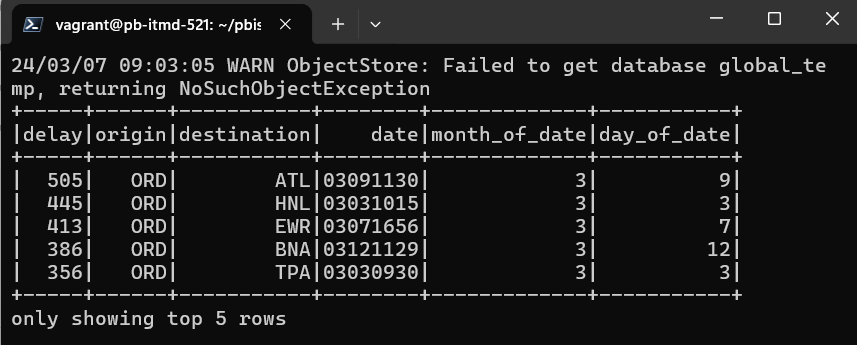 vagrant@pb-itmd-521: ~/pbis
24/03/07 09:03:05 WARN ObjectStore: Failed to get database global_te
mp, returning NoSuchObjectException
+-----+------+-----------+--------+-------------+-----------+
|delay|origin|destination|    date|month_of_date|day_of_date|
+-----+------+-----------+--------+-------------+-----------+
|  505|   ORD|        ATL|03091130|            3|          9|
|  445|   ORD|        HNL|03031015|            3|          3|
|  413|   ORD|        EWR|03071656|            3|          7|
|  386|   ORD|        BNA|03121129|            3|         12|
|  356|   ORD|        TPA|03030930|            3|          3|
+-----+------+-----------+--------+-------------+-----------+
only showing top 5 rows